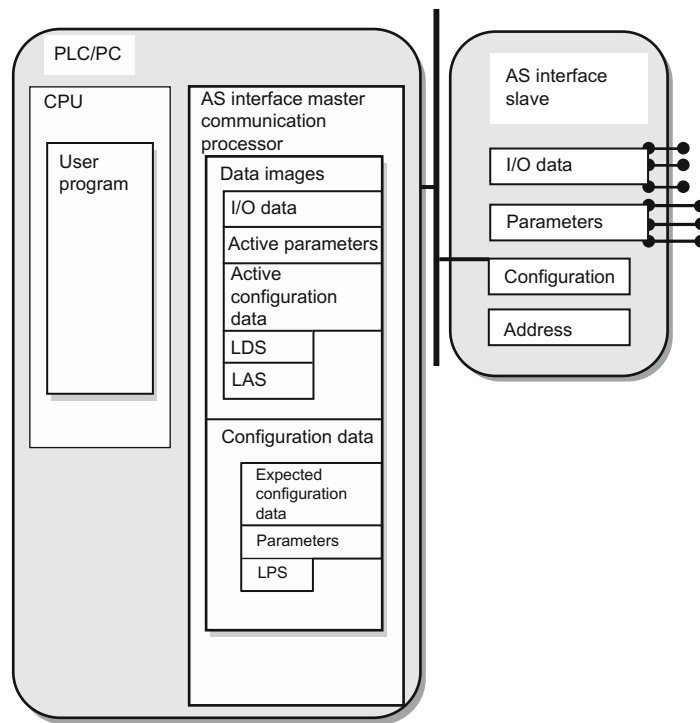 PLC/PC
CPU
User
program
AS interface master
communication
processor
Data images
I/O data
Active parameters
Active
configuration
data
LDS
LAS
Configuration data
Expected
configuration
data
Parameters
LPS
AS interface
slave
I/O data
Parameters
Configuration
Address